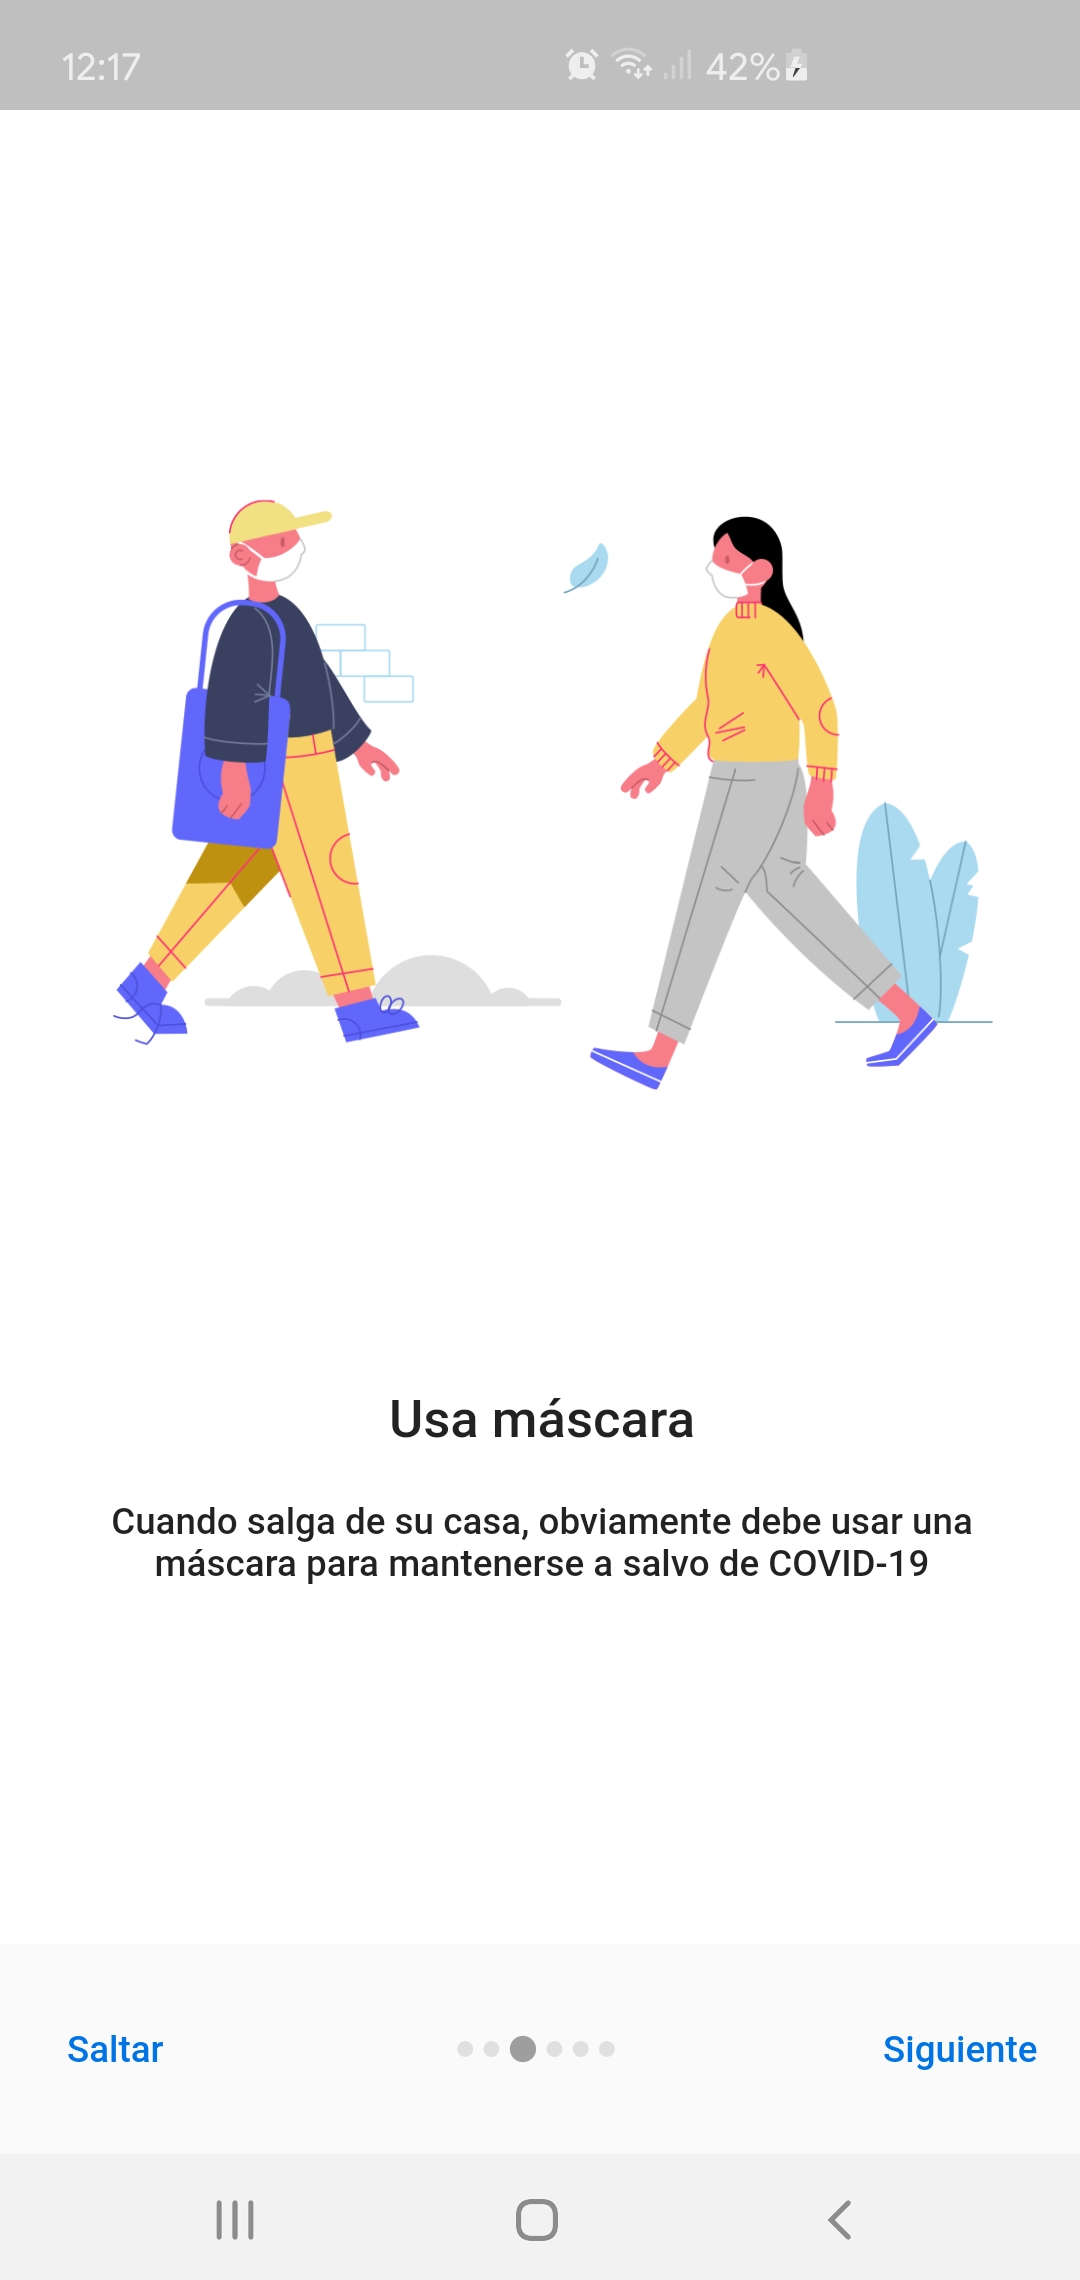 12:17
42%
Usa máscara
Cuando salga de su casa, obviamente debe usar una
máscara para mantenerse a salvo de COVID-19
Saltar
Siguiente